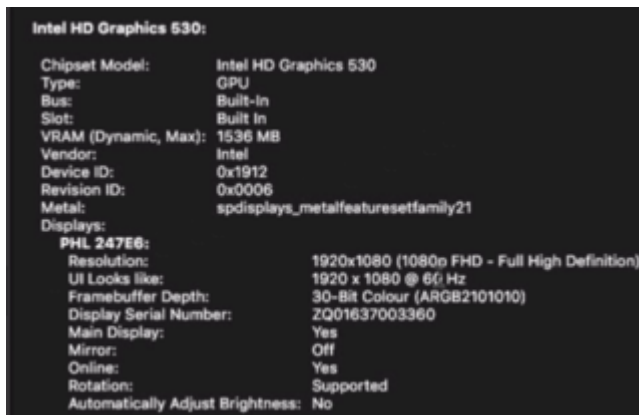 Intel HD Graphics 530:
Chipset Model: Intel HD Graphics 530
Type: GPU
Bus: Built-In
Slot: Built In
VRAM (Dynamic, Max): 1536 MB
Vendor: Intel
Device ID: 0x1912
Revision ID: 0x0006
Metal: spdisplays_metalfeaturesetfamily21
Displays:
PHL 247E6:
Resolution: 1920x1080 (1080p FHD - Full High Definition)
UI Looks like: 1920 x 1080 @ 60 Hz
Framebuffer Depth: 30-Bit Colour (ARGB2101010)
Display Serial Number: ZQ01637003360
Main Display: Yes
Mirror: Off
Online: Yes
Rotation: Supported
Automatically Adjust Brightness: No